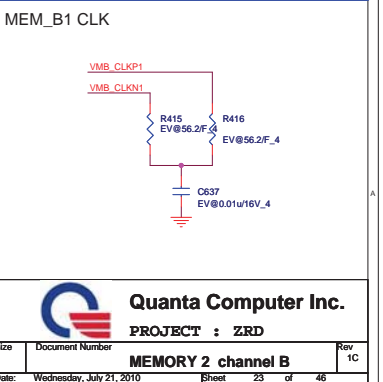 MEM_B1 CLK
VMB_CLKP1
VMB_CLKN1
R415
EV@56.2/F_4
R416
EV@56.2/F_4
C637
EV@0.01u/16V_4
A
Quanta Computer Inc.
PROJECT : ZRD
ize Document Number Rev
MEMORY 2 channel B 1C
ate: Wednesday, July 21, 2010 Sheet 23 of 46